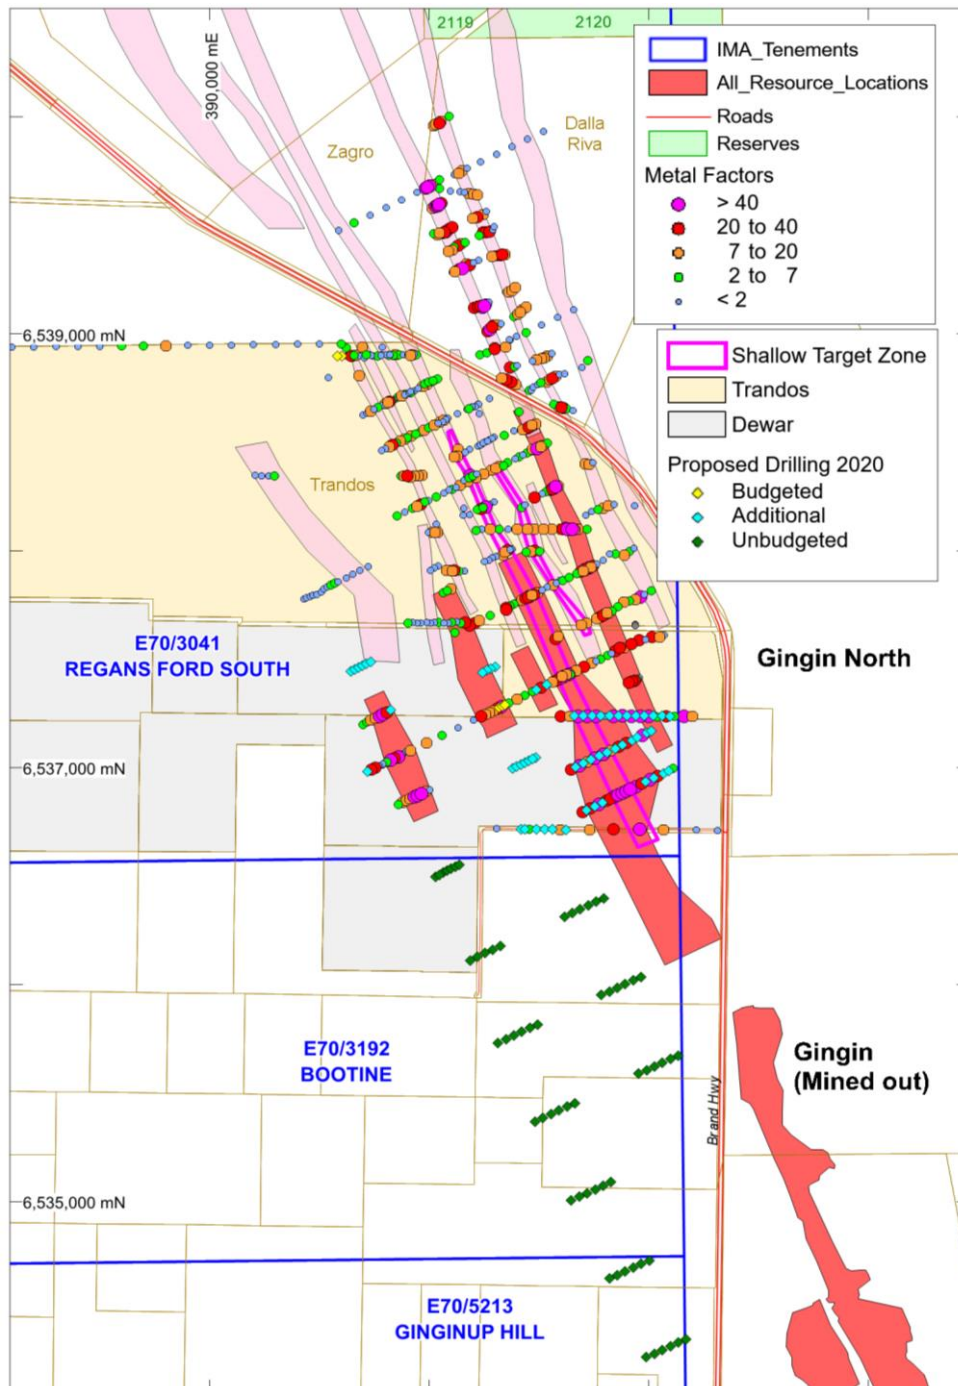 2119
2120
390,000 mE
Zagro
Dalla
Riva
IMA_Tenements
All_Resource_Locations
Roads
Reserves
Metal Factors
> 40
20 to 40
7 to 20
2 to 7
< 2
6,539,000 mN
Shallow Target Zone
Trandos
Dewar
Proposed Drilling 2020
Budgeted
Additional
Unbudgeted
Trandos
E70/3041
REGANS FORD SOUTH
Gingin North
6,537,000 mN
E70/3192
BOOTINE
Gingin
(Mined out)
Brand Hwy
6,535,000 mN
E70/5213
GINGINUP HILL